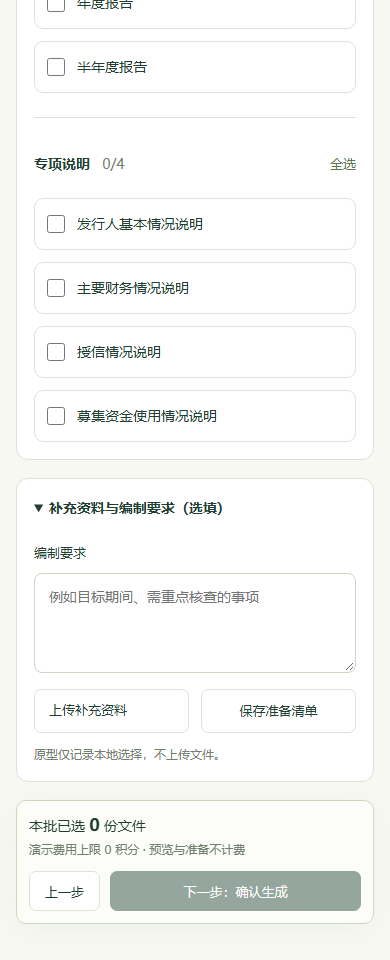 年度报告
半年度报告
专项说明 0/4 全选
发行人基本情况说明
主要财务情况说明
授信情况说明
募集资金使用情况说明
▼ 补充资料与编制要求（选填）
编制要求
例如目标期间、需重点核查的事项
上传补充资料 保存准备清单
原型仅记录本地选择，不上传文件。
本批已选 0 份文件
演示费用上限 0 积分 · 预览与准备不计费
上一步 下一步：确认生成